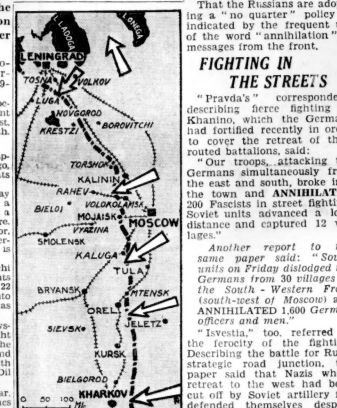 the
on
er
L. LADOGA
L. ONEGA
LENINGRAD
TOSNA
VOLKOV
LUGA
NOVGOROD
KRESTZI
BOROVITCHI
TORSHOK
KALININ
RAHEV
VOLOKOLAMSK
BIELOI
MOJAISK
MOSCOW
VYAZINA
SMOLENSK
KALUGA
TULA
BRYANSK
MTENSK
OREL
JELETZ
SIEVSK
KURSK
BIELGOROD
KHARKOV
0 50 100
ML.
That the Russians are ado
ing a "no quarter" policy
indicated by the frequent
of the word "annihilation"
messages from the front.
FIGHTING IN
THE STREETS
"Pravda's" corresponde
describing fierce fighting
Khanino, which the Germa
had fortified recently in ord
to cover the retreat of th
routed battalions, said:
"Our troops, attacking
Germans simultaneously fr
the east and south, broke in
the town and ANNIHILAT
200 Fascists in street fighti
Soviet units advanced a lo
distance and captured 12 v
lages."
Another report to
same paper said: "Sov
units on Friday dislodged
Germans from 30 villages
the South - Western Fro
(south-west of Moscow) a
ANNIHILATED 1,600 Germ
officers and men."
"Isvestia," too, referred
the ferocity of the fightin
Describing the battle for Ru
strategic road junction,
paper said that Nazis wh
retreat to the west had be
cut off by Soviet artillery
defended themselves desp